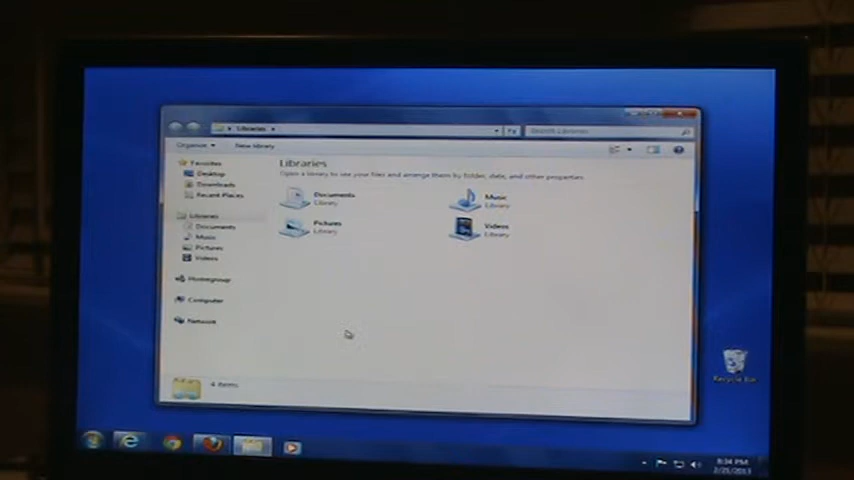 Libraries
Search Libraries
Organize
New library
Favorites
Desktop
Downloads
Recent Places
Libraries
Documents
Music
Pictures
Videos
Homegroup
Computer
Network
Libraries
Open a library to see your files and arrange them by folder, date, and other properties.
Documents
Library
Music
Library
Pictures
Library
Videos
Library
4 items
Recycle Bin
8:34 PM
2/25/2013